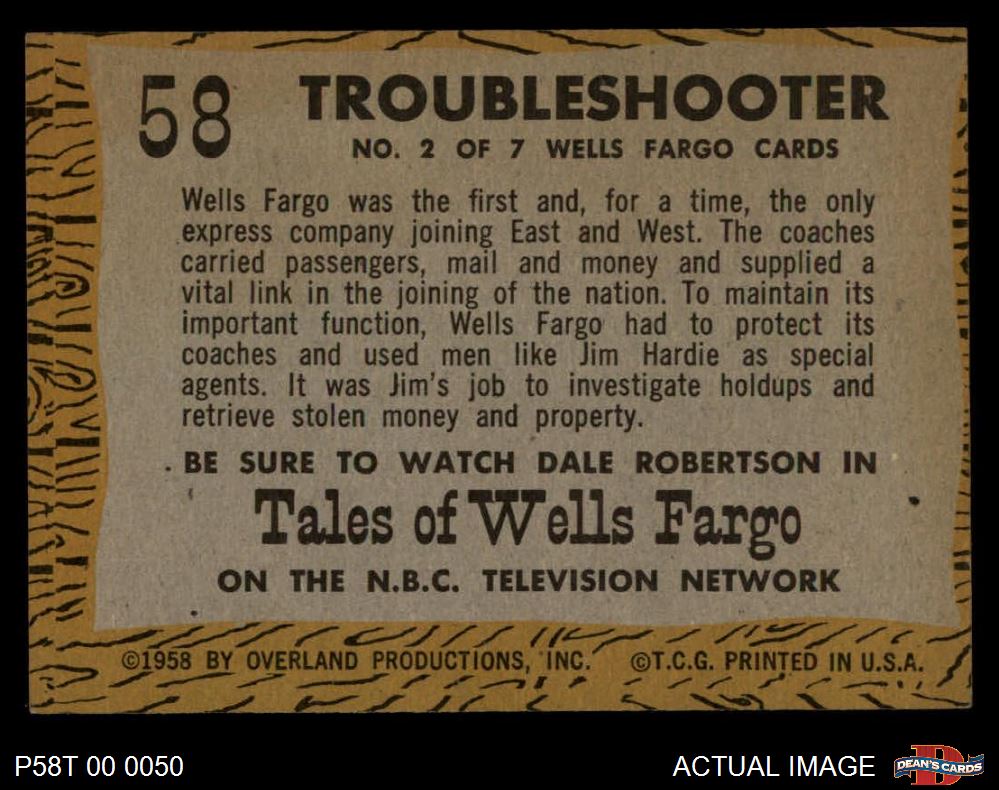 58
TROUBLESHOOTER
NO. 2 OF 7 WELLS FARGO CARDS
Wells Fargo was the first and, for a time, the only
express company joining East and West. The coaches
carried passengers, mail and money and supplied a
vital link in the joining of the nation. To maintain its
important function, Wells Fargo had to protect its
coaches and used men like Jim Hardie as special
agents. It was Jim's job to investigate holdups and
retrieve stolen money and property.
BE SURE TO WATCH DALE ROBERTSON IN
Tales of Wells Fargo
ON THE N.B.C. TELEVISION NETWORK
©1958 BY OVERLAND PRODUCTIONS, INC. ©T.C.G. PRINTED IN U.S.A.
P58T 00 0050 ACTUAL IMAGE DEAN'S CARDS